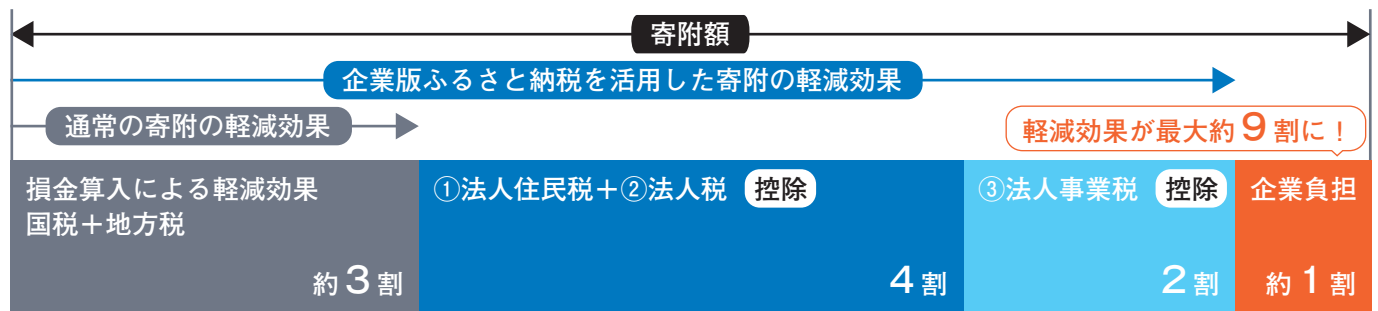 寄附額
企業版ふるさと納税を活用した寄附の軽減効果
通常の寄附の軽減効果
軽減効果が最大約9割に！
損金算入による軽減効果
国税＋地方税
約3割
①法人住民税＋②法人税 控除
4割
③法人事業税 控除
2割
企業負担
約1割